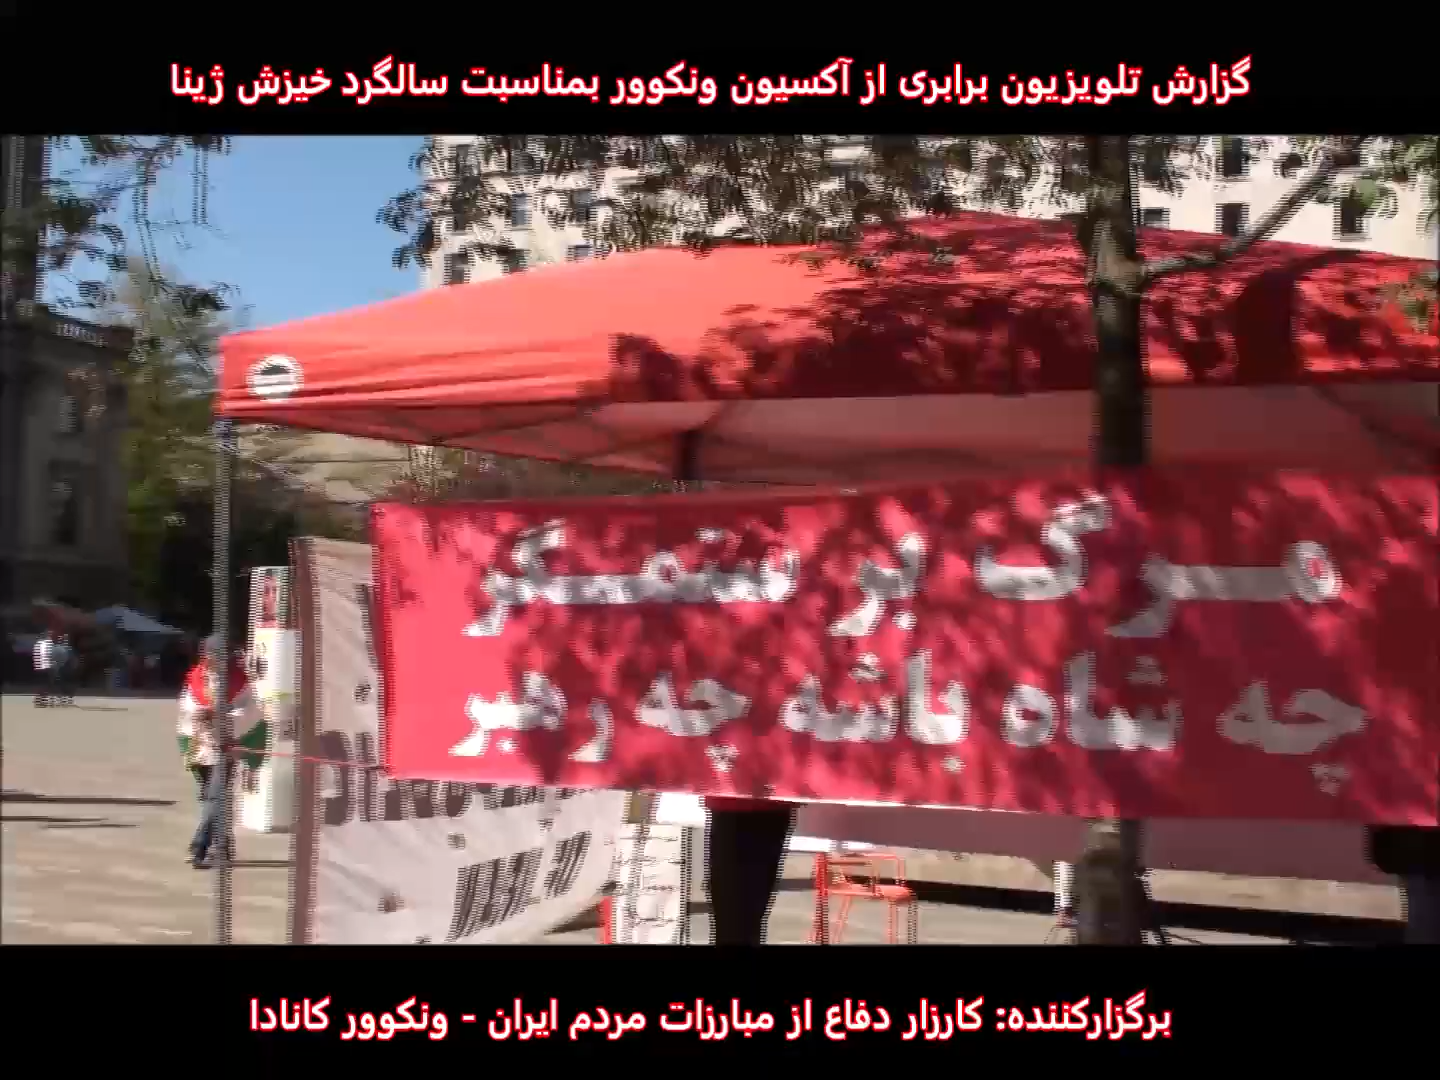 گزارش تلویزیون برابری از آکسیون ونکوور بمناسبت سالگرد خیزش ژینا
مرگ بر ستمگر
چه شاه باشه چه رهبر
برگزارکننده: کارزار دفاع از مبارزات مردم ایران - ونکوور کانادا